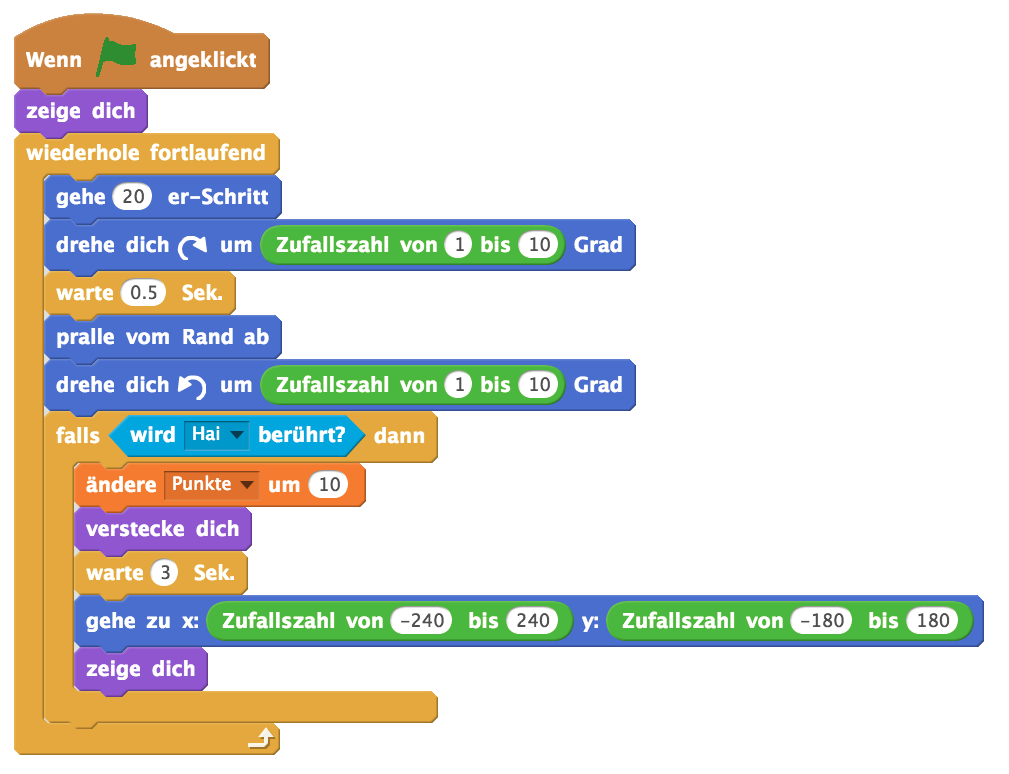 Wenn angeklickt
zeige dich
wiederhole fortlaufend
gehe 20 er-Schritt
drehe dich um Zufallszahl von 1 bis 10 Grad
warte 0.5 Sek.
pralle vom Rand ab
drehe dich um Zufallszahl von 1 bis 10 Grad
falls wird Hai berührt? dann
ändere Punkte um 10
verstecke dich
warte 3 Sek.
gehe zu x: Zufallszahl von -240 bis 240 y: Zufallszahl von -180 bis 180
zeige dich